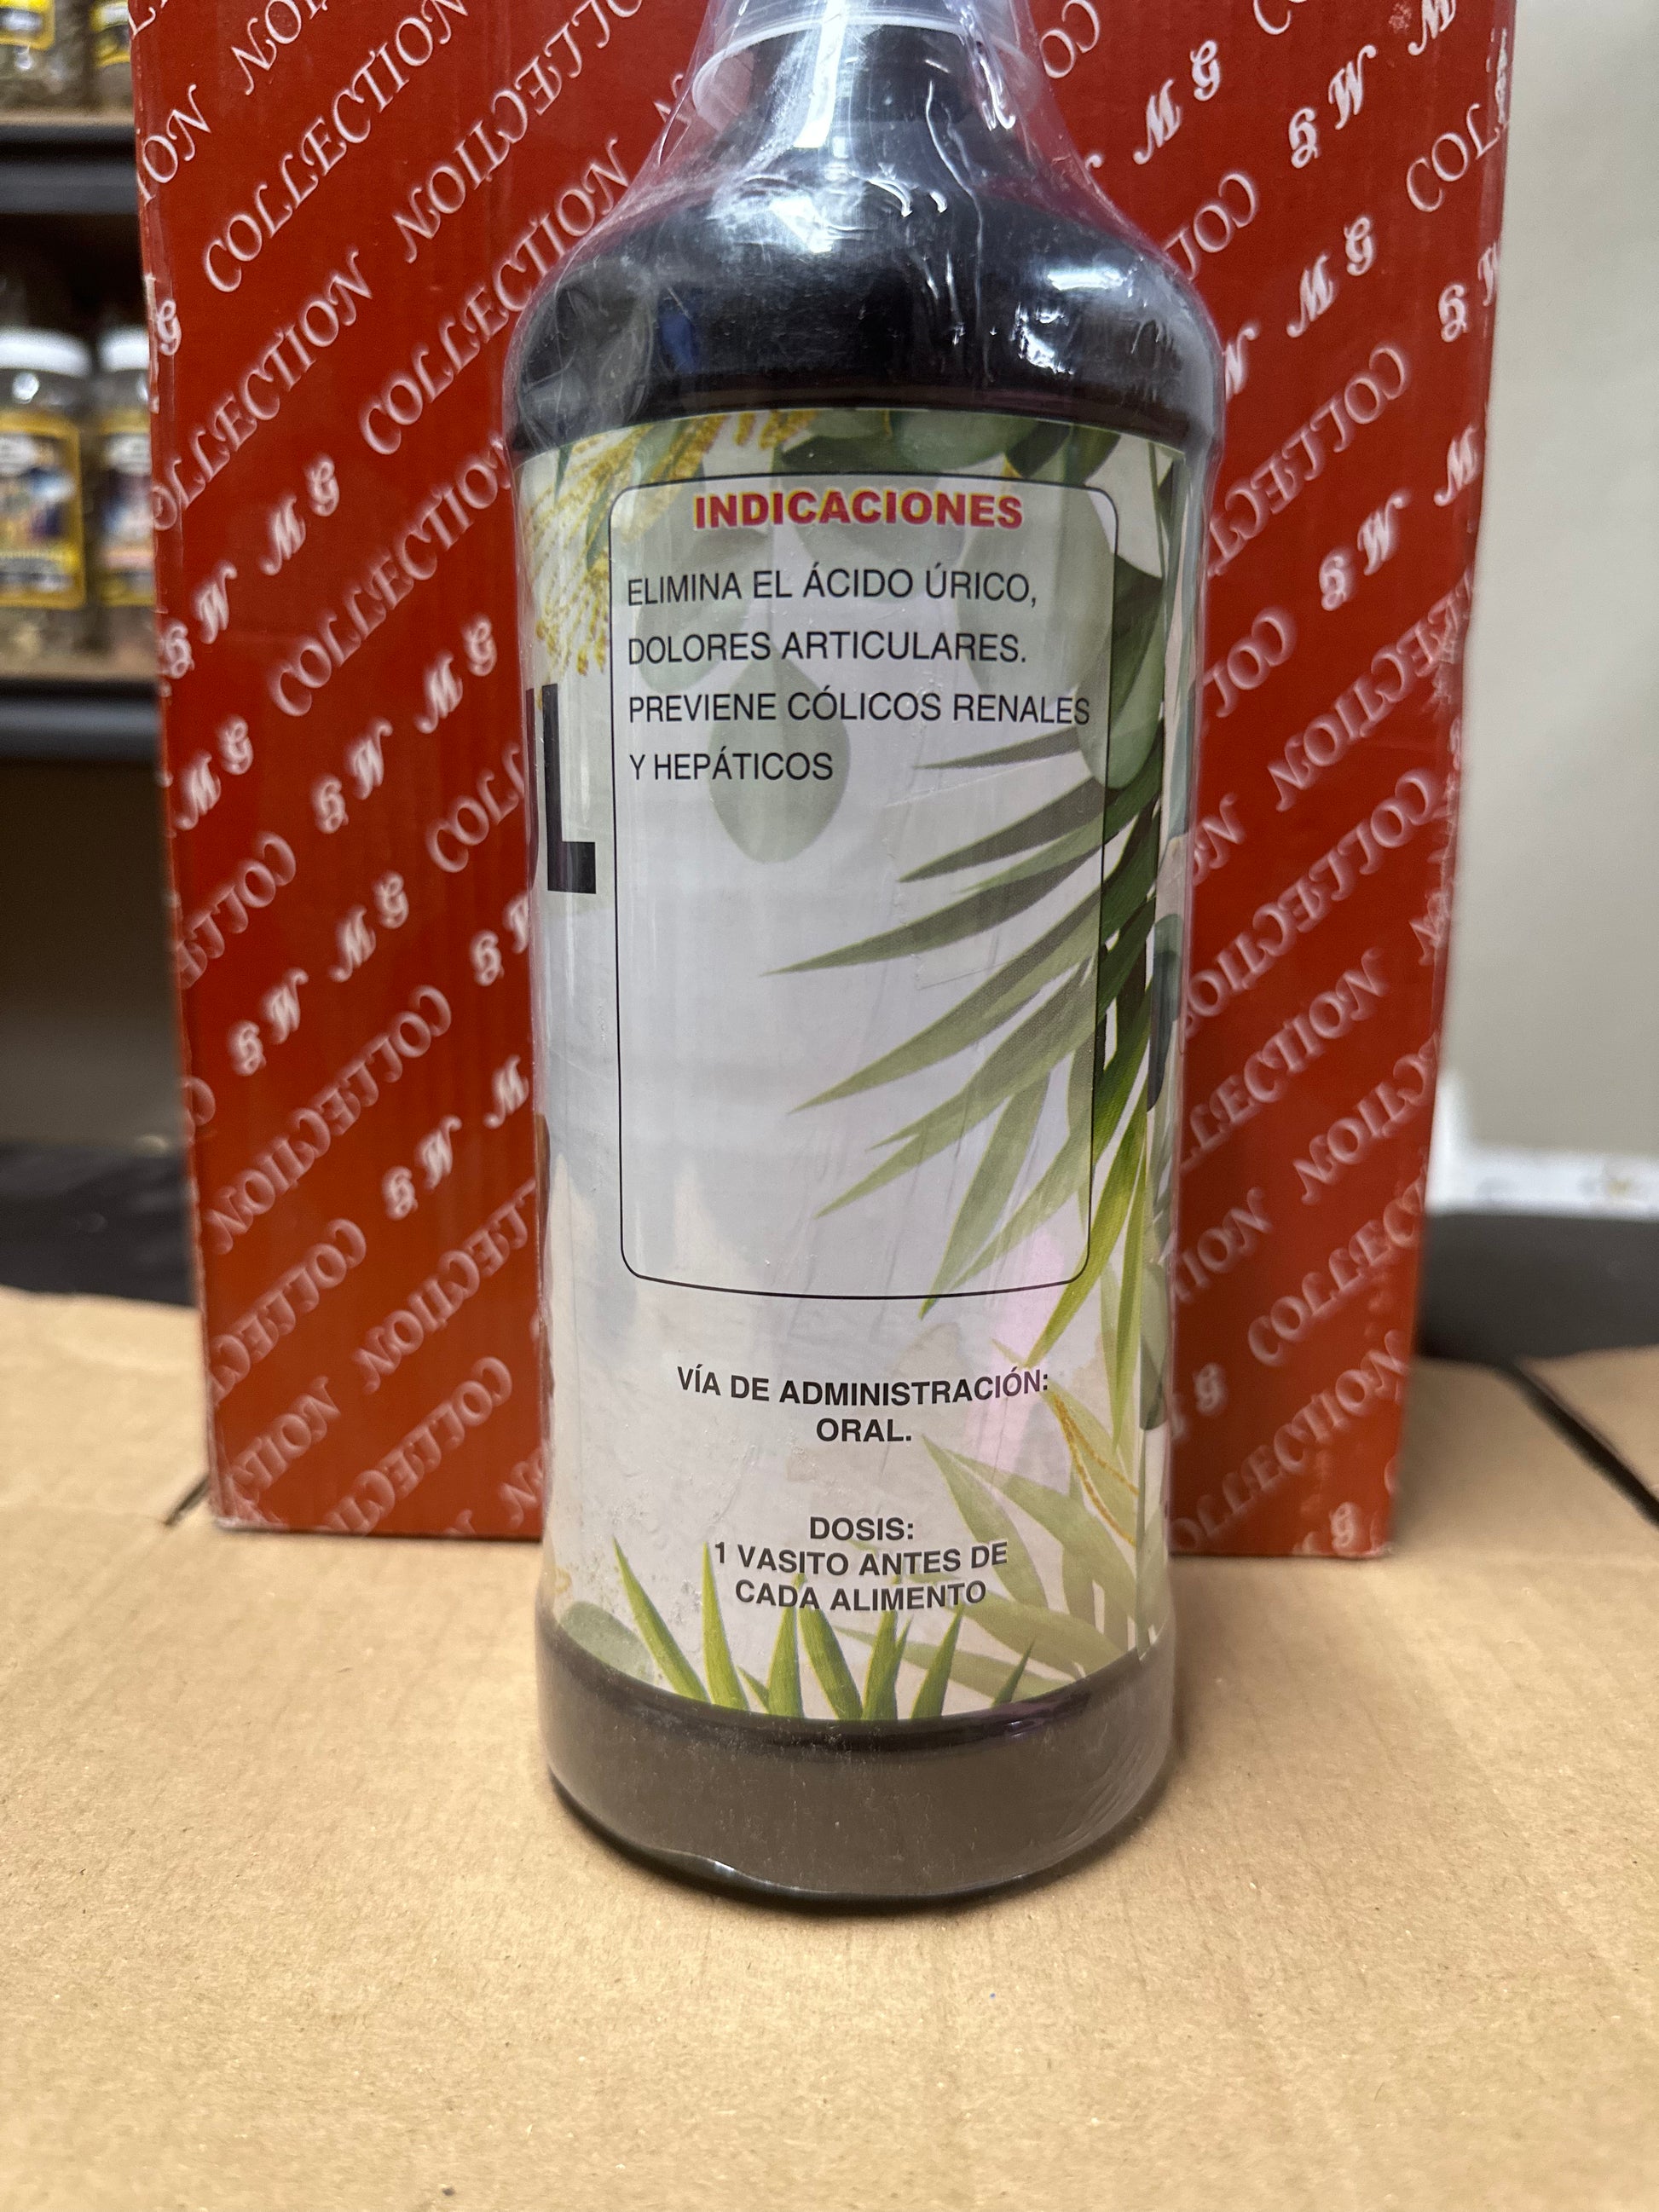 INDICACIONES
ELIMINA EL ÁCIDO ÚRICO,
DOLORES ARTICULARES.
PREVIENE CÓLICOS RENALES
Y HEPÁTICOS
VÍA DE ADMINISTRACIÓN:
ORAL.
DOSIS:
1 VASITO ANTES DE
CADA ALIMENTO
M G COLLECTION